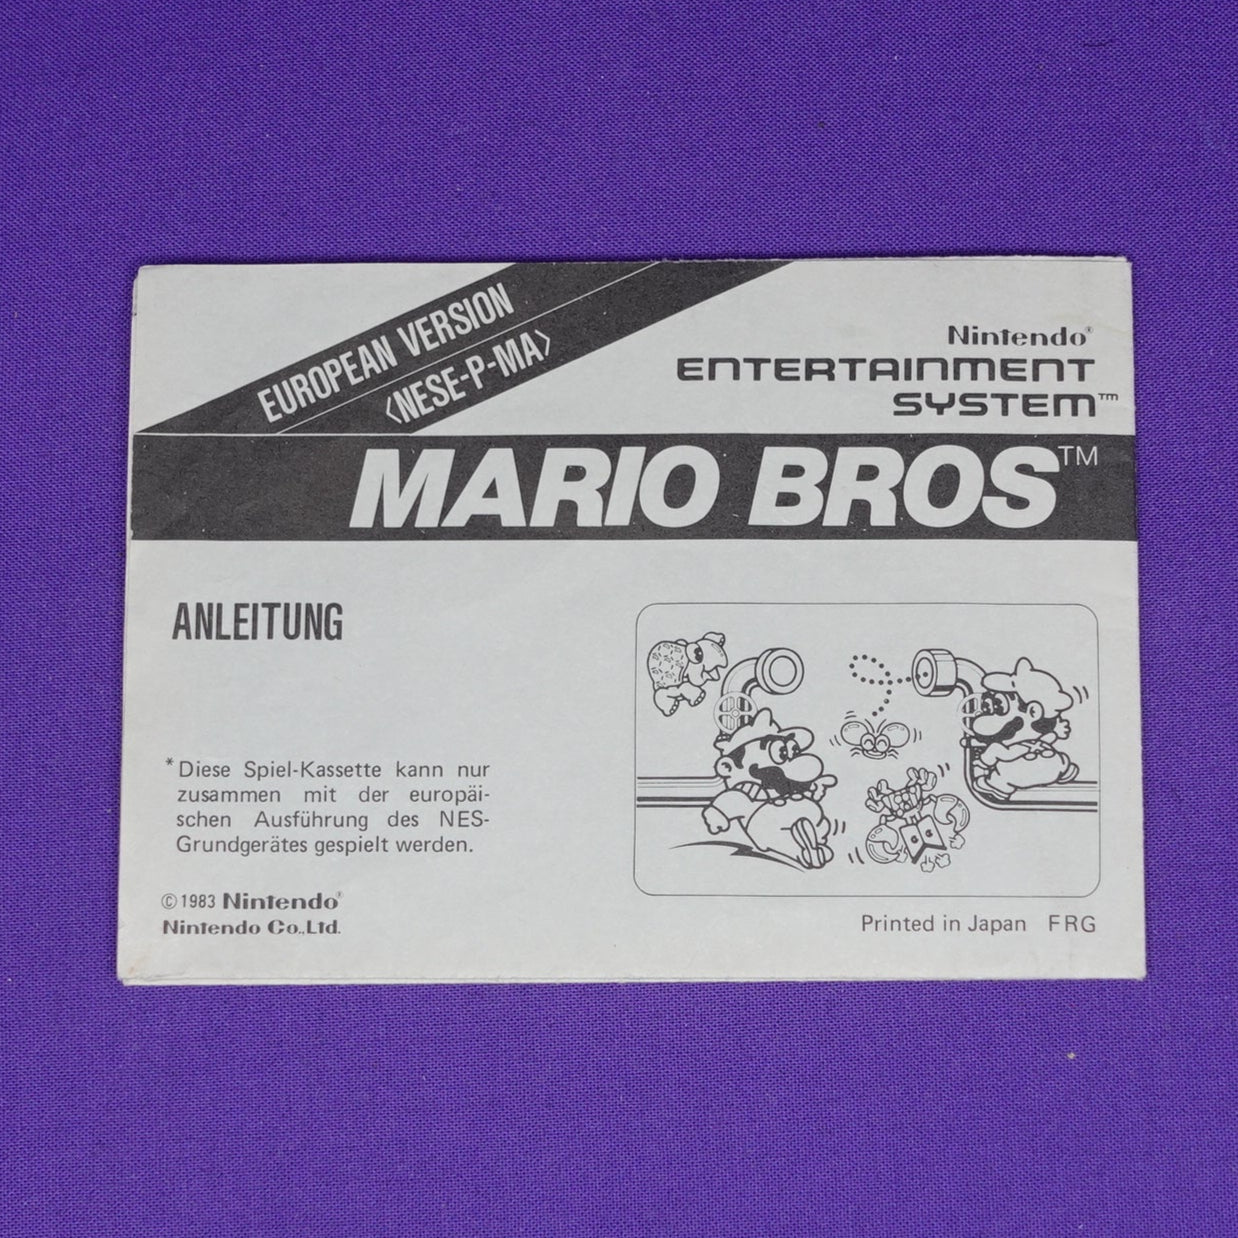 EUROPEAN VERSION
<NESE-P-MA>
Nintendo®
ENTERTAINMENT
SYSTEM™
MARIO BROS™
ANLEITUNG
*Diese Spiel-Kassette kann nur
zusammen mit der europäi-
schen Ausführung des NES-
Grundgerätes gespielt werden.
©1983 Nintendo®
Nintendo Co.,Ltd.
Printed in Japan FRG